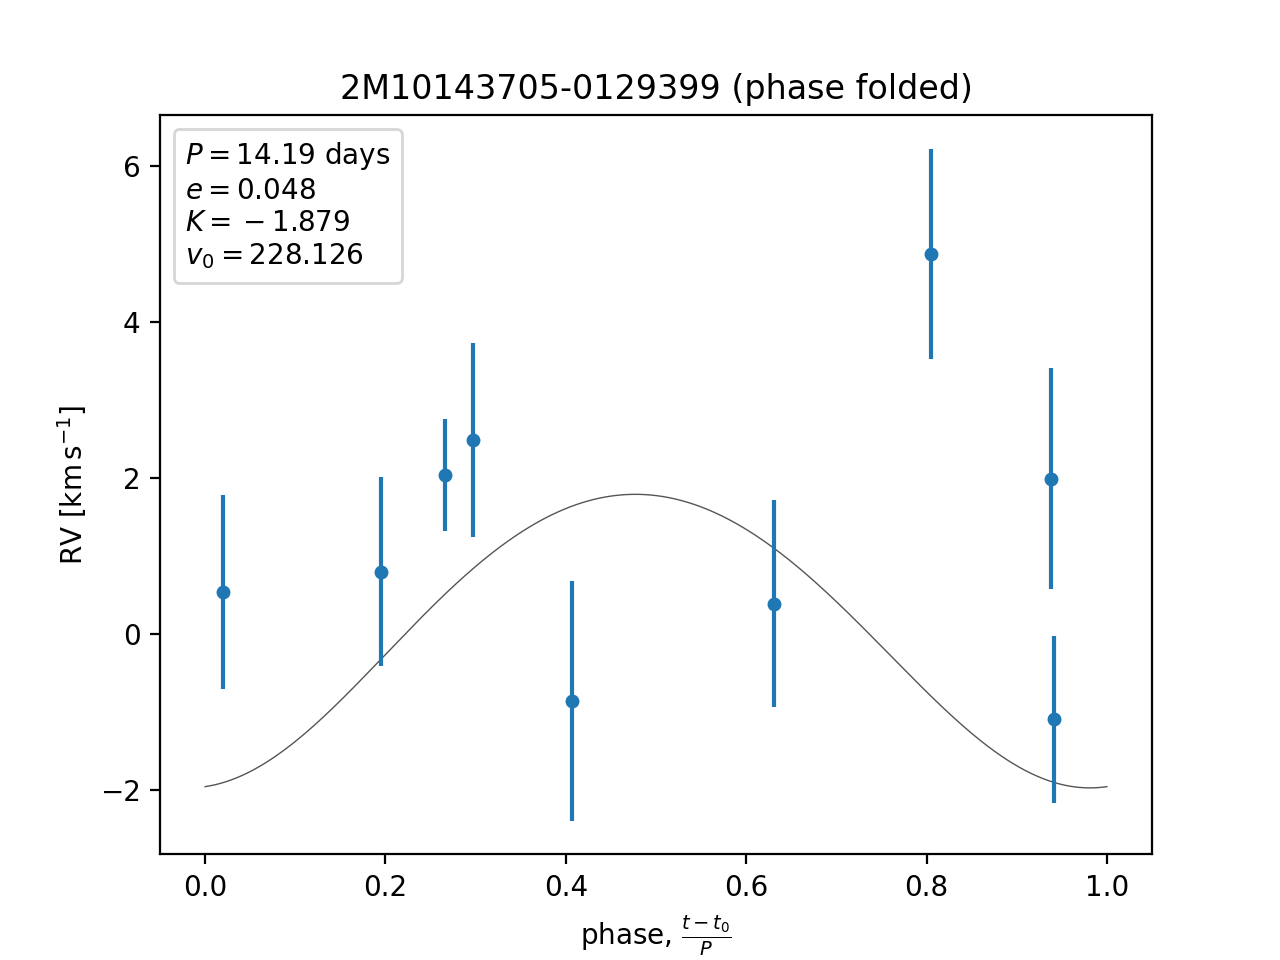 2M10143705-0129399 (phase folded)
P = 14.19 days
e = 0.048
K = −1.879
v₀ = 228.126
6
4
2
0
−2
RV [km s⁻¹]
0.0 0.2 0.4 0.6 0.8 1.0
phase, (t − t₀)/P